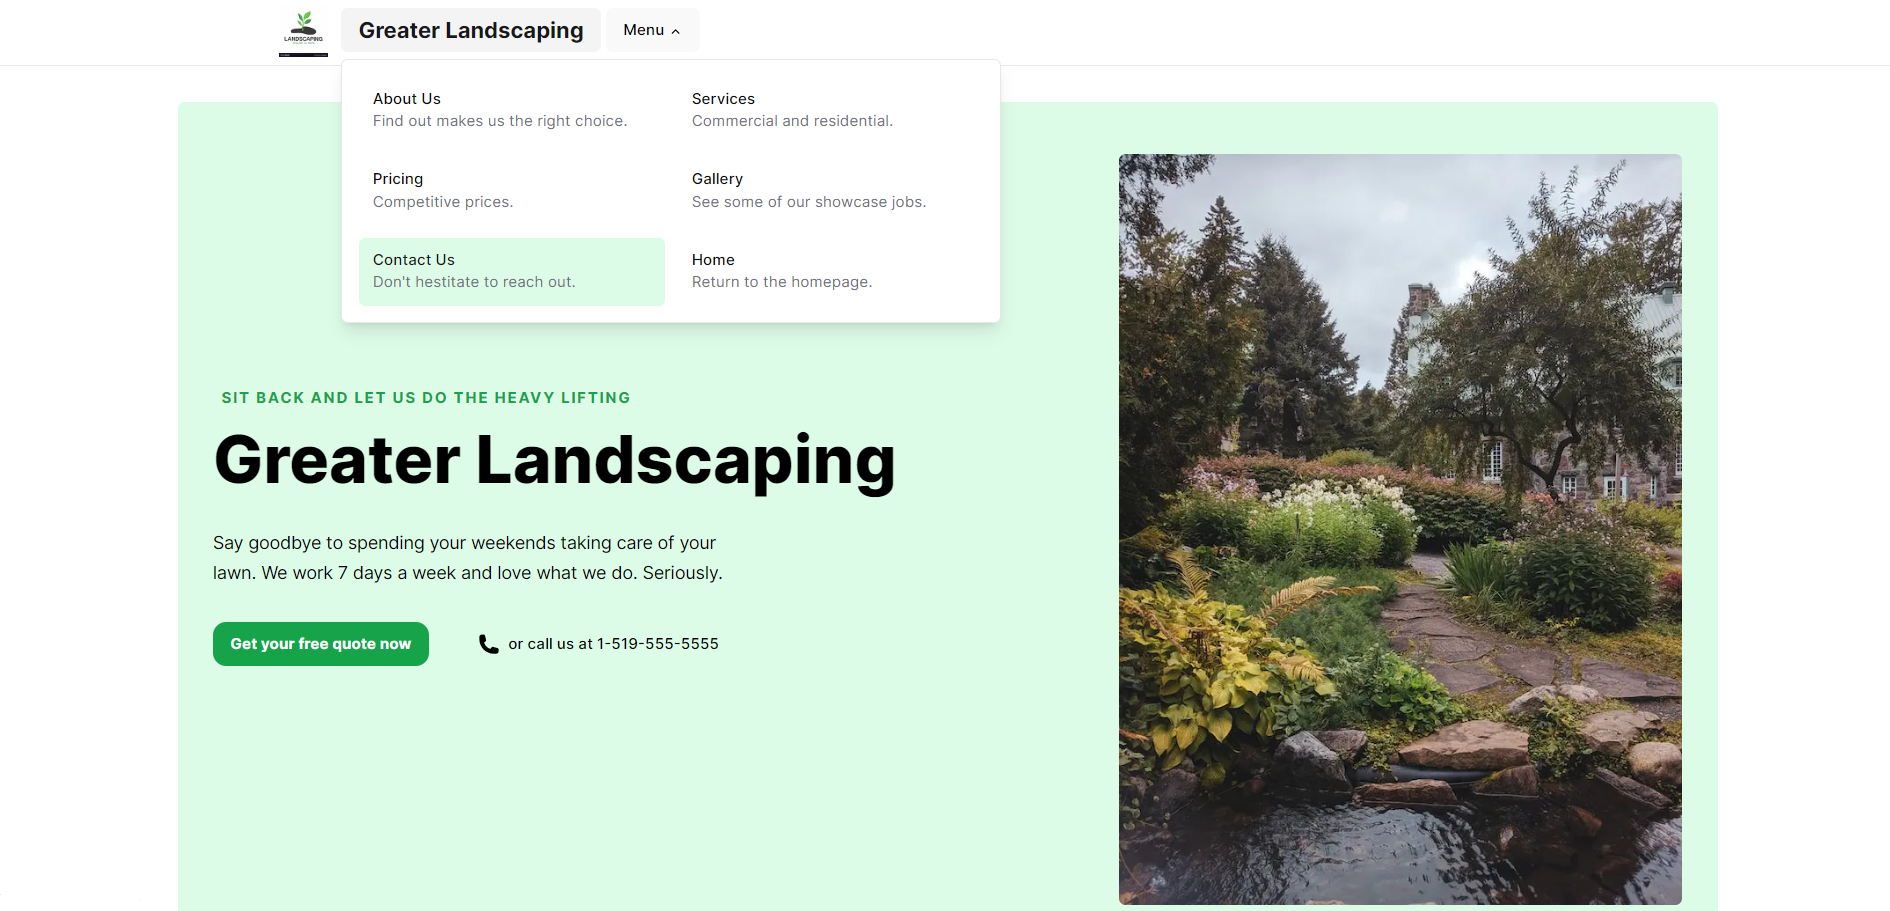 LANDSCAPING
Greater Landscaping
Menu
About Us
Find out makes us the right choice.
Services
Commercial and residential.
Pricing
Competitive prices.
Gallery
See some of our showcase jobs.
Contact Us
Don't hestitate to reach out.
Home
Return to the homepage.
SIT BACK AND LET US DO THE HEAVY LIFTING
Greater Landscaping
Say goodbye to spending your weekends taking care of your
lawn. We work 7 days a week and love what we do. Seriously.
Get your free quote now
or call us at 1-519-555-5555